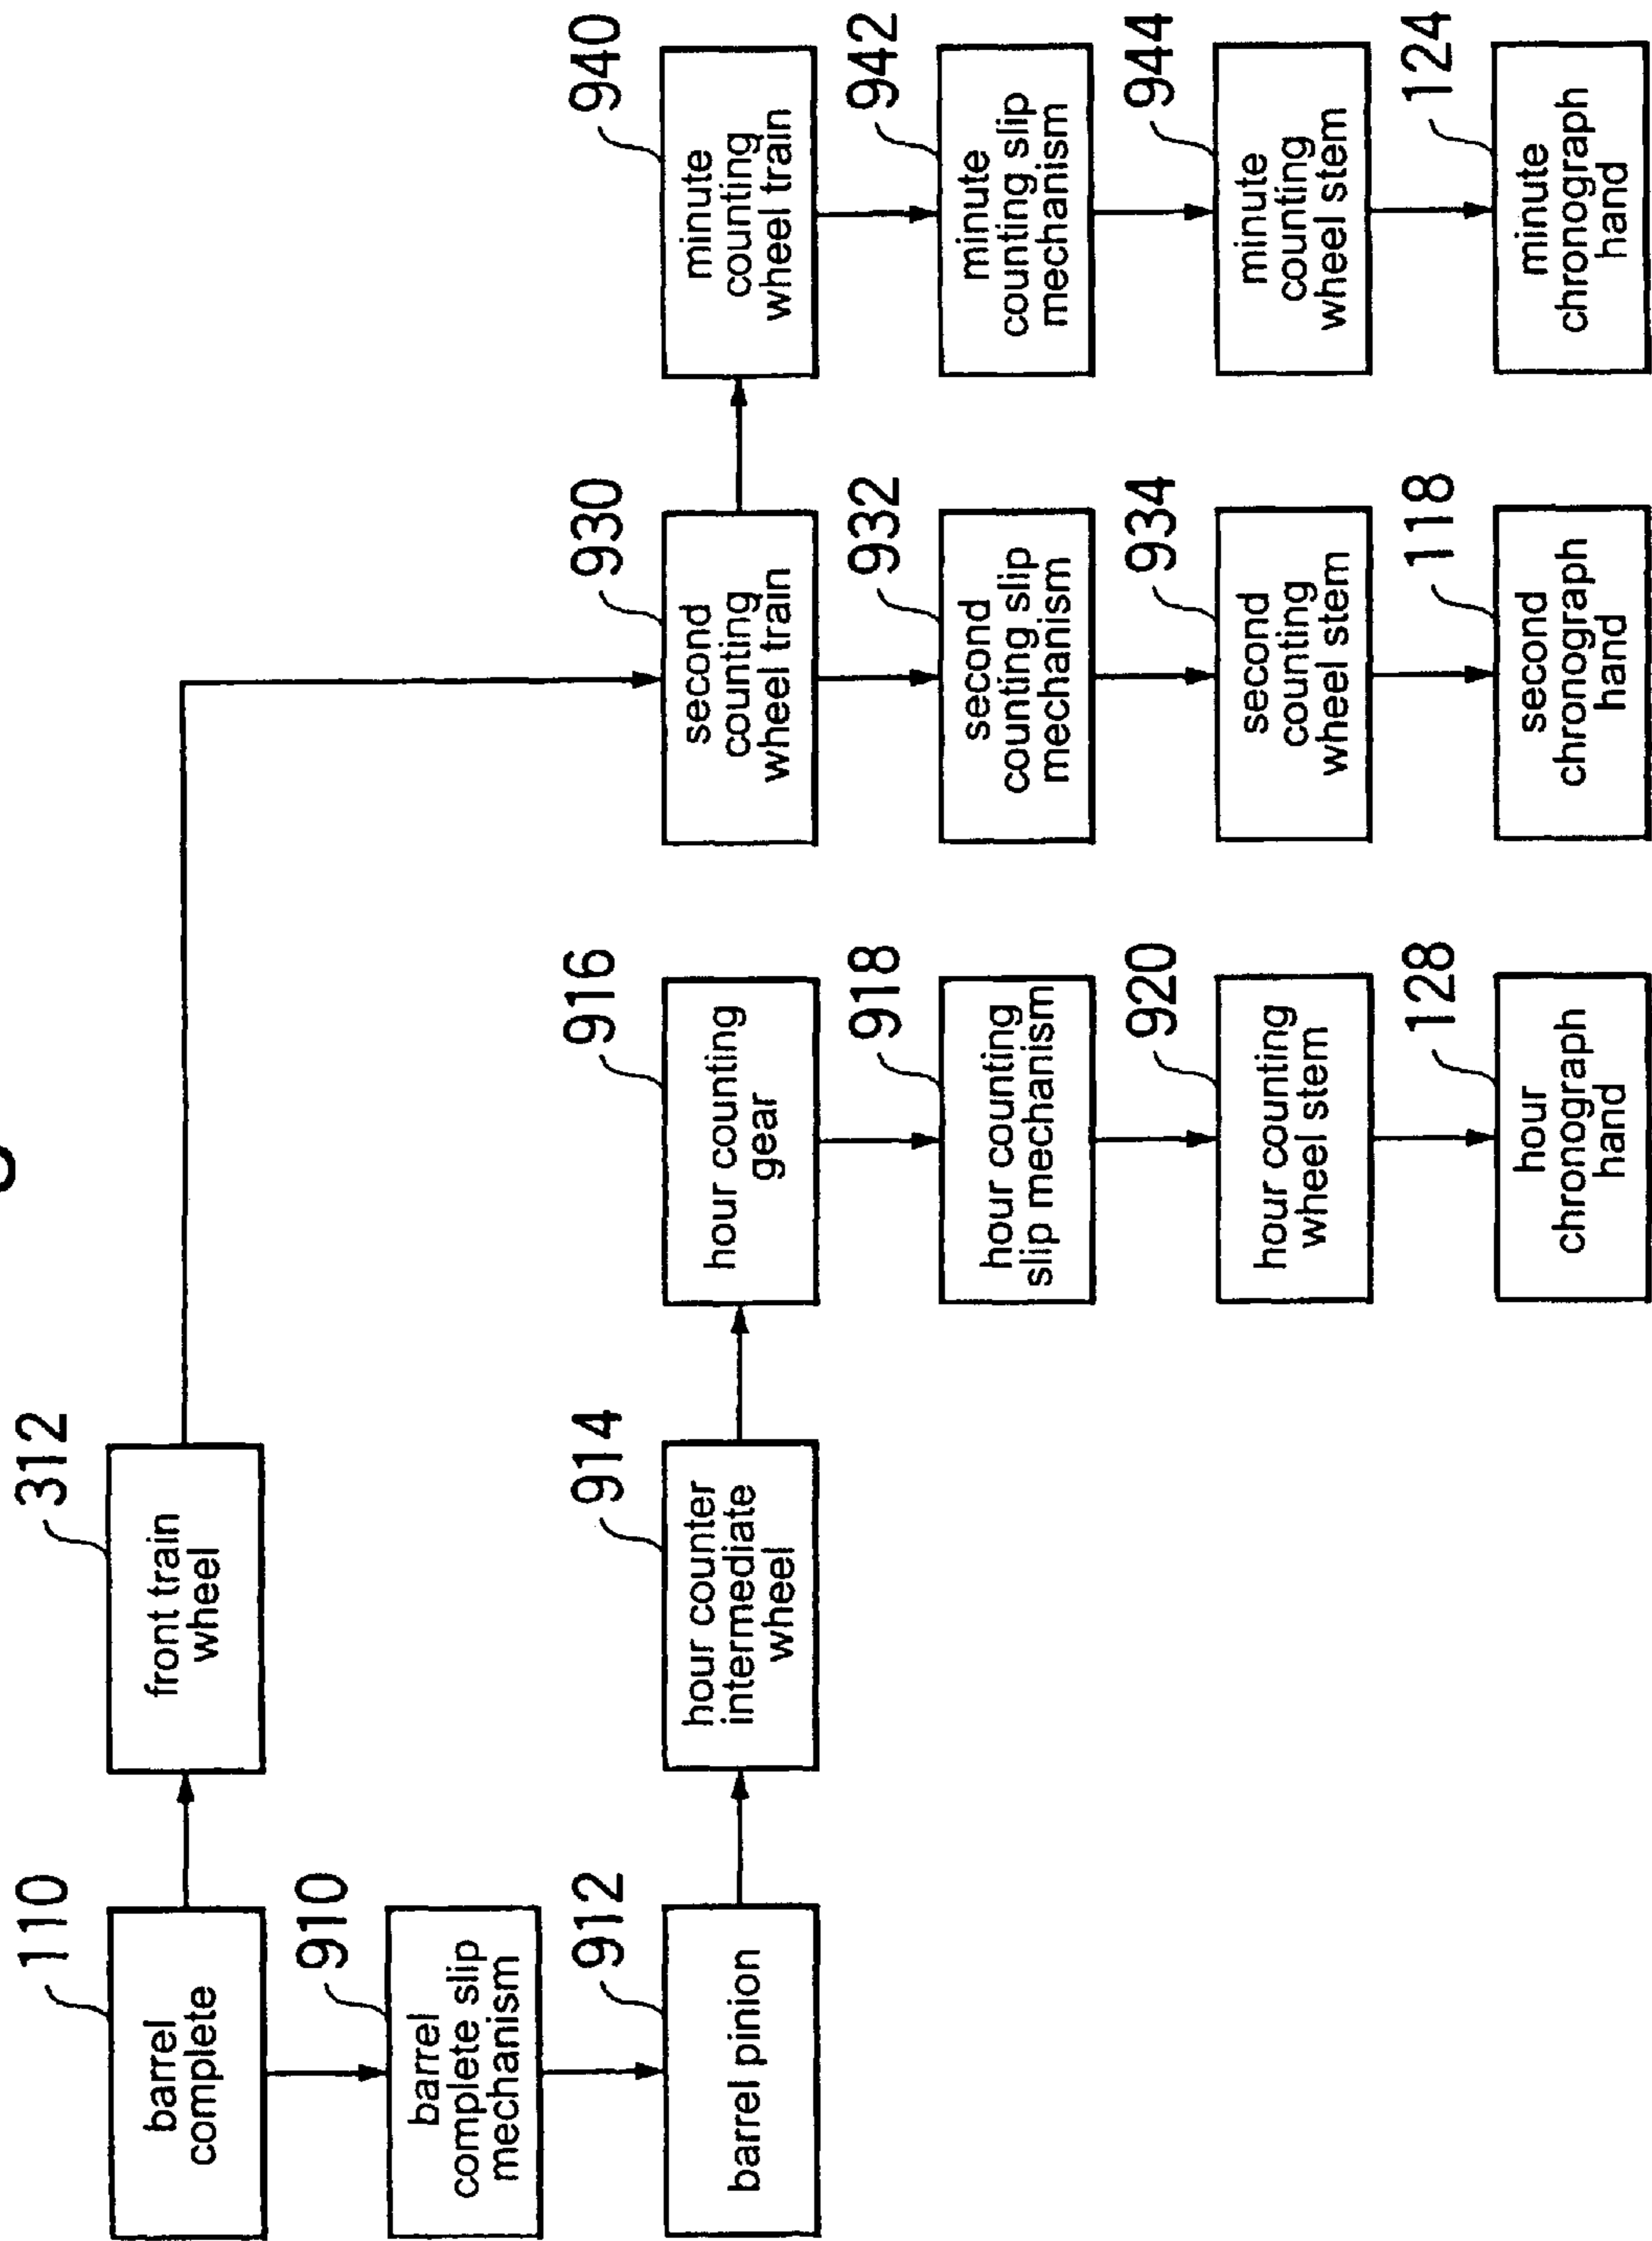 110
barrel
complete
312
front train
wheel
910
barrel
complete slip
mechanism
912
barrel pinion
914
hour counter
intermediate
wheel
916
hour counting
gear
930
second
counting
wheel train
940
minute
counting
wheel train
918
hour counting
slip mechanism
932
second
counting slip
mechanism
942
minute
counting slip
mechanism
920
hour counting
wheel stem
934
second
counting
wheel stem
944
minute
counting
wheel stem
128
hour
chronograph
hand
118
second
chronograph
hand
124
minute
chronograph
hand